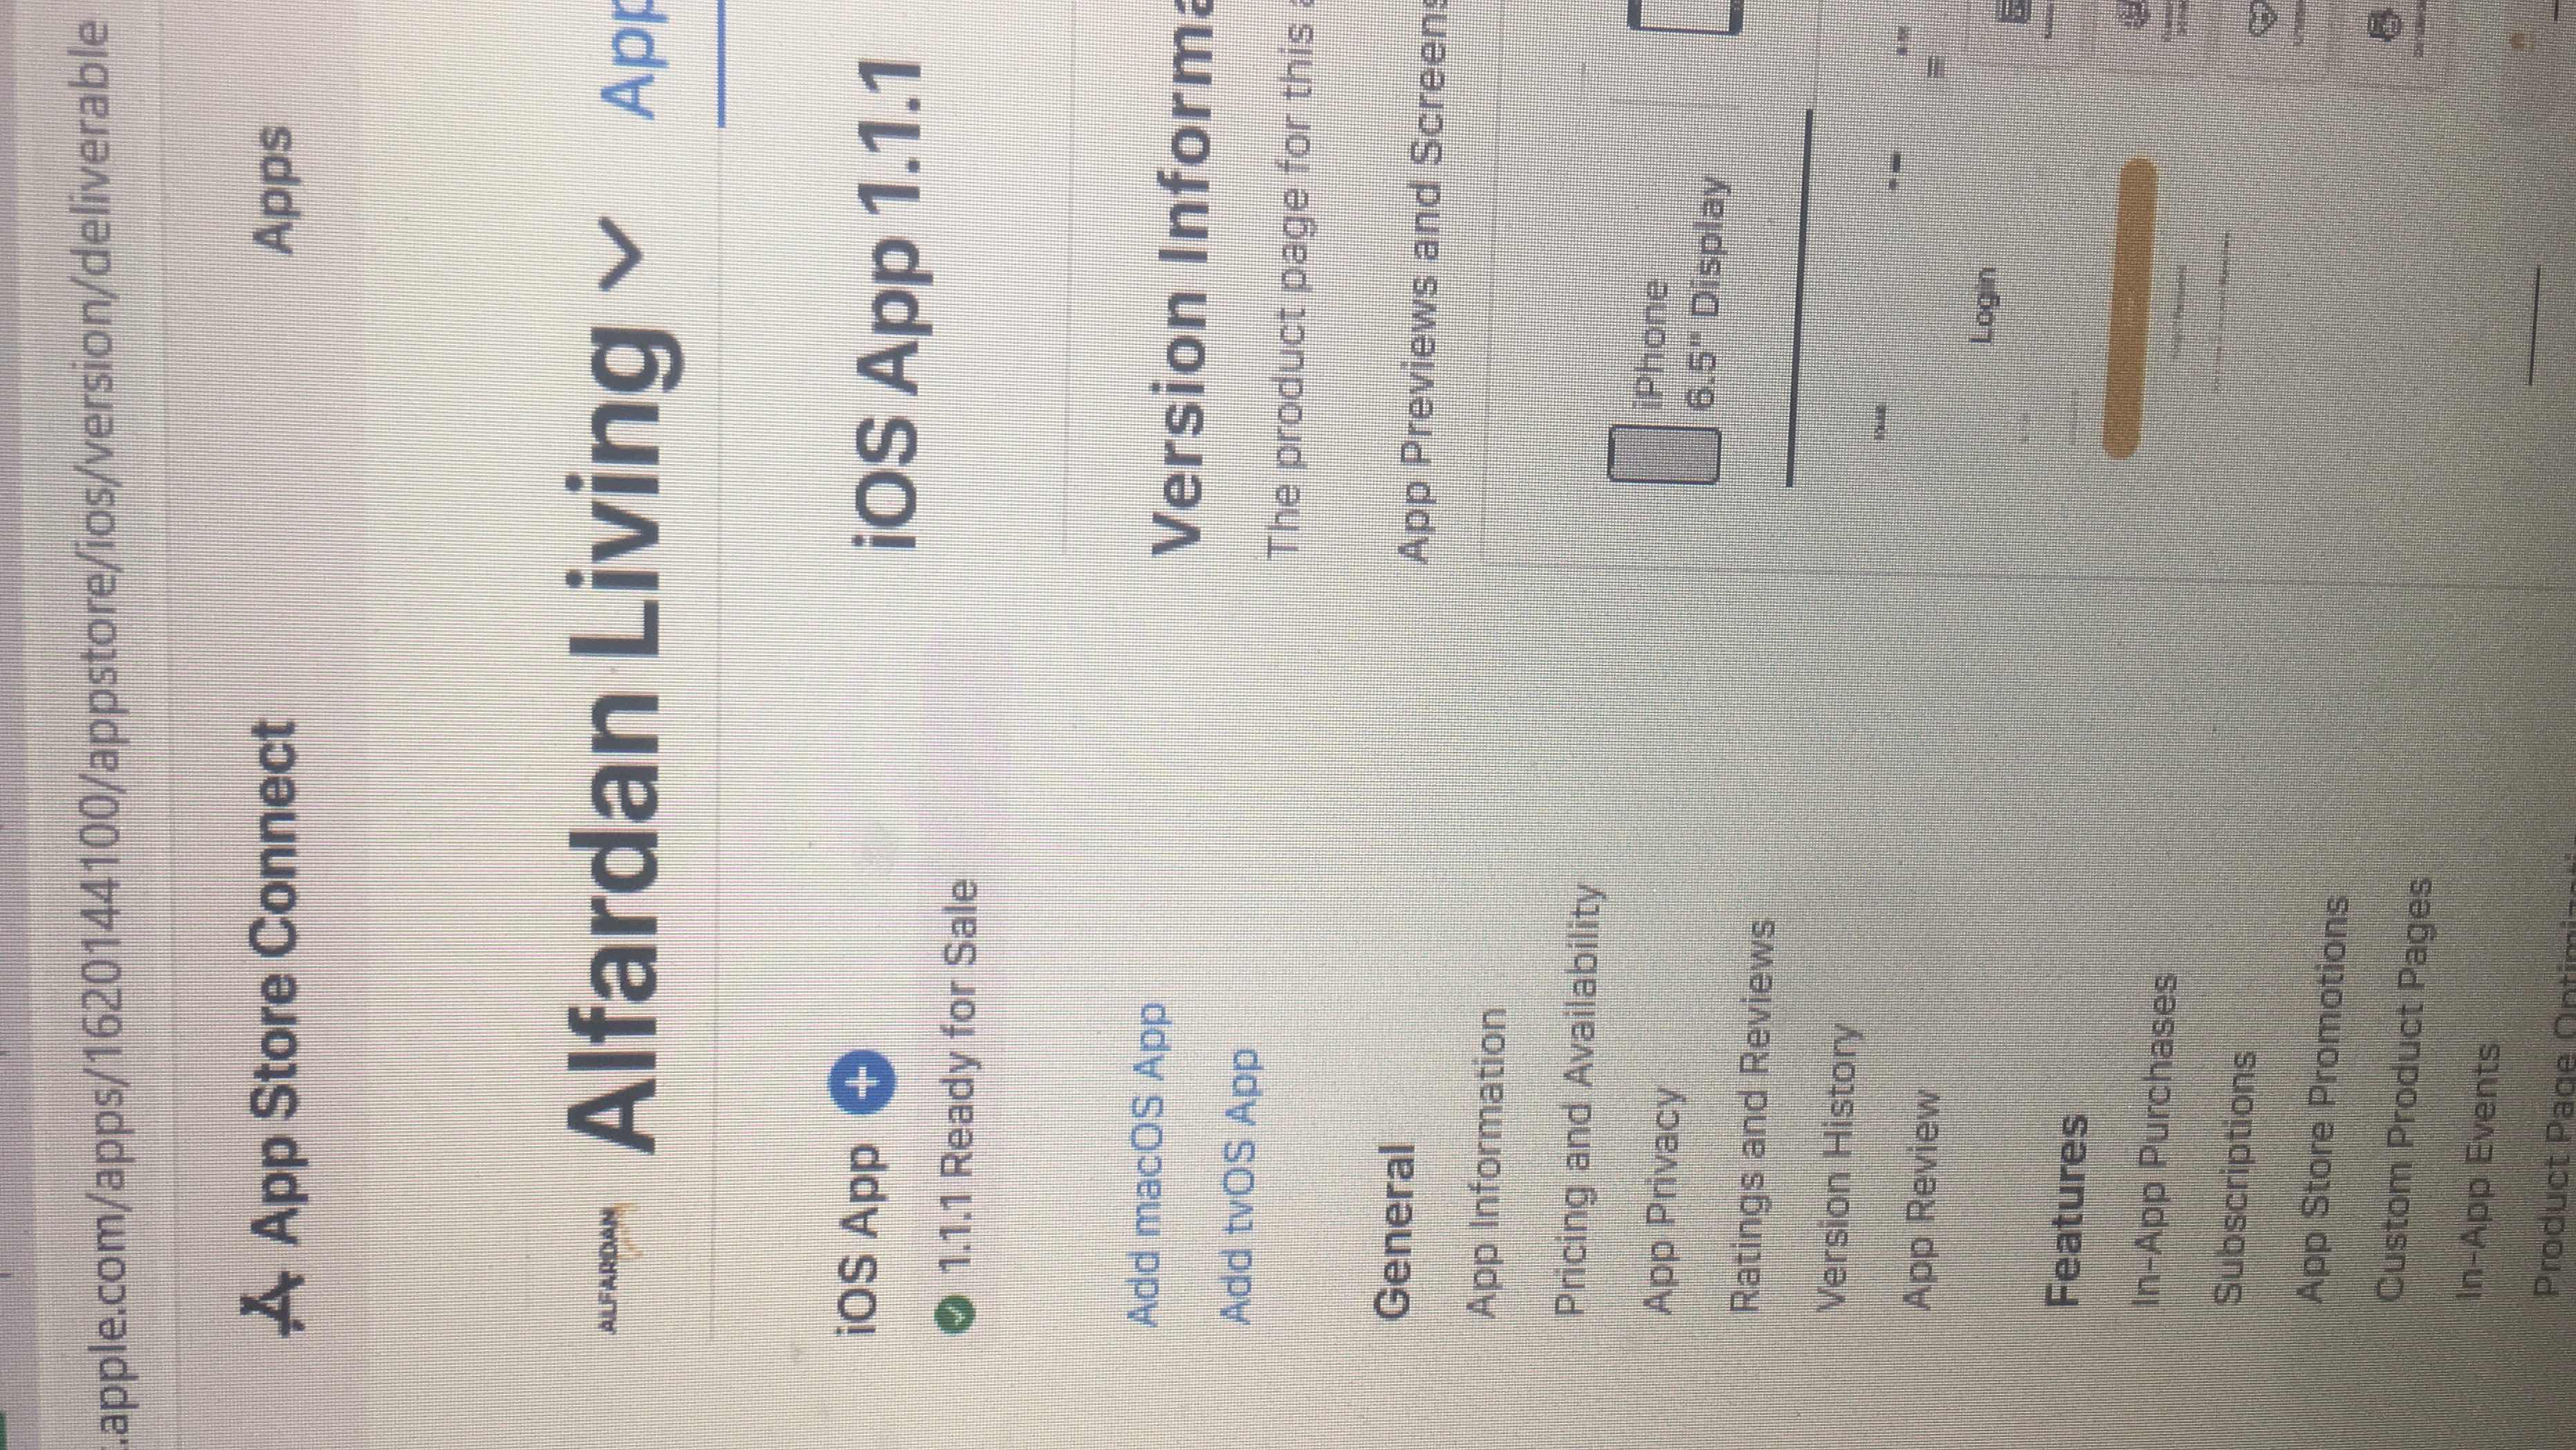 .apple.com/apps/1620144100/appstore/ios/version/deliverable
App Store Connect
Apps
ALFARDAN
Alfardan Living
App
iOS App
iOS App 1.1.1
1.1.1 Ready for Sale
Add macOS App
Version Informa
Add tvOS App
The product page for this a
General
App Previews and Screens
App Information
Pricing and Availability
iPhone
App Privacy
6.5" Display
Ratings and Reviews
Version History
App Review
Login
Features
In-App Purchases
Subscriptions
App Store Promotions
Custom Product Pages
In-App Events
Product Page Optimizati